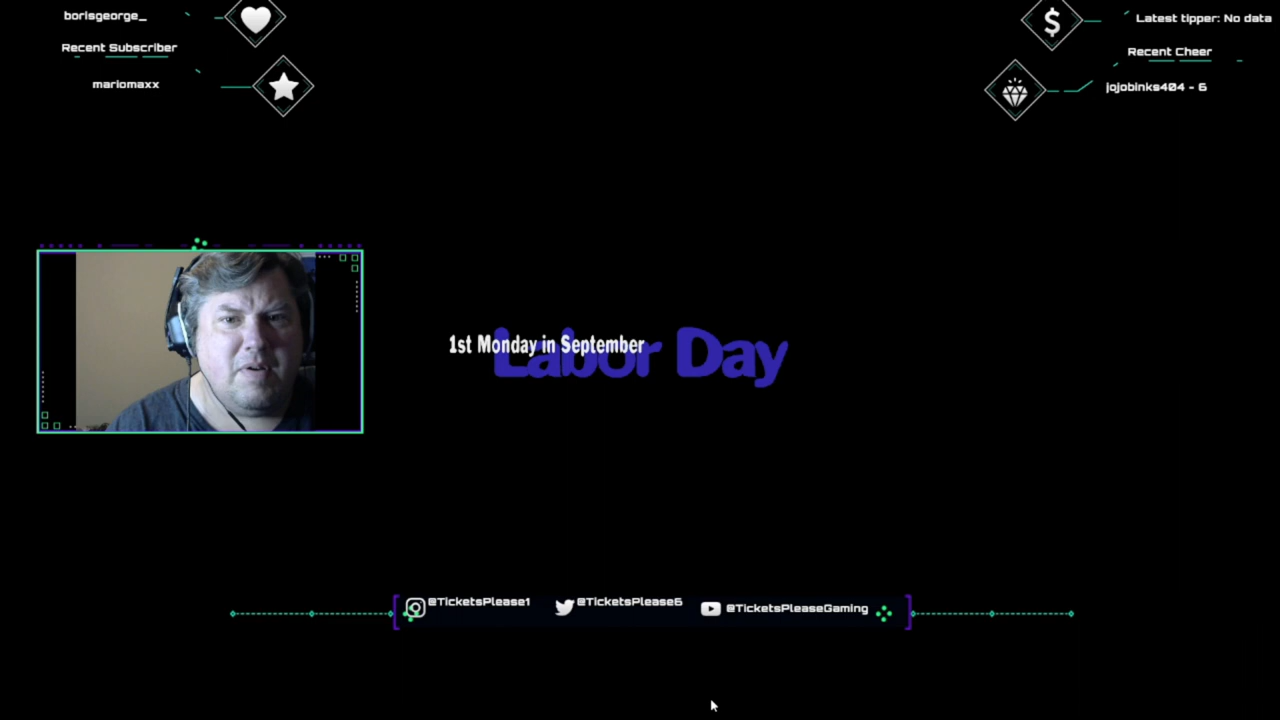 borisgeorge_
Latest tipper: No data
Recent Subscriber
Recent Cheer
mariomaxx
jojobinks404 - 6
1st Monday in September
Labor Day
@TicketsPlease1
@TicketsPlease6
@TicketsPleaseGaming